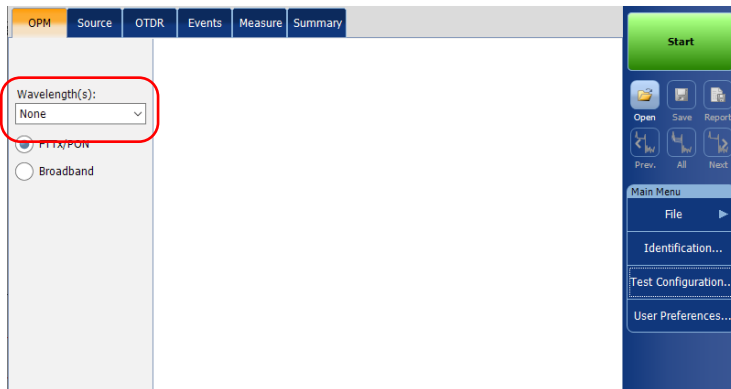 OPM Source OTDR Events Measure Summary
Start
Wavelength(s):
None
FTTx/PON
Broadband
Open Save Report
Prev. All Next
Main Menu
File
Identification...
Test Configuration..
User Preferences...